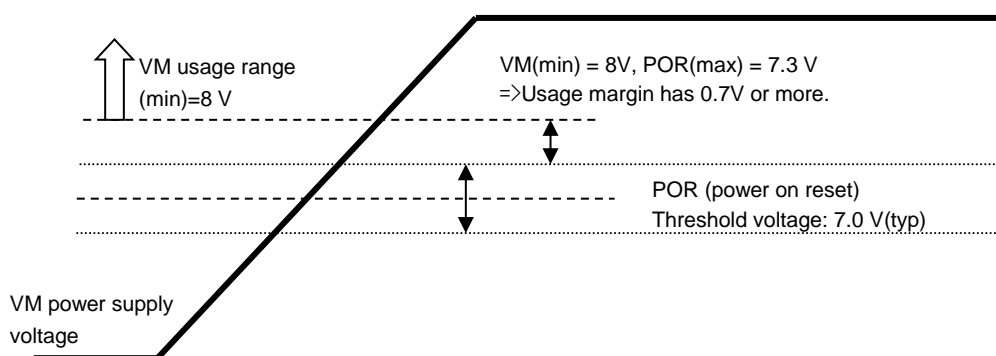 VM usage range
(min)=8 V
VM(min) = 8V, POR(max) = 7.3 V
=>Usage margin has 0.7V or more.
POR (power on reset)
Threshold voltage: 7.0 V(typ)
VM power supply
voltage